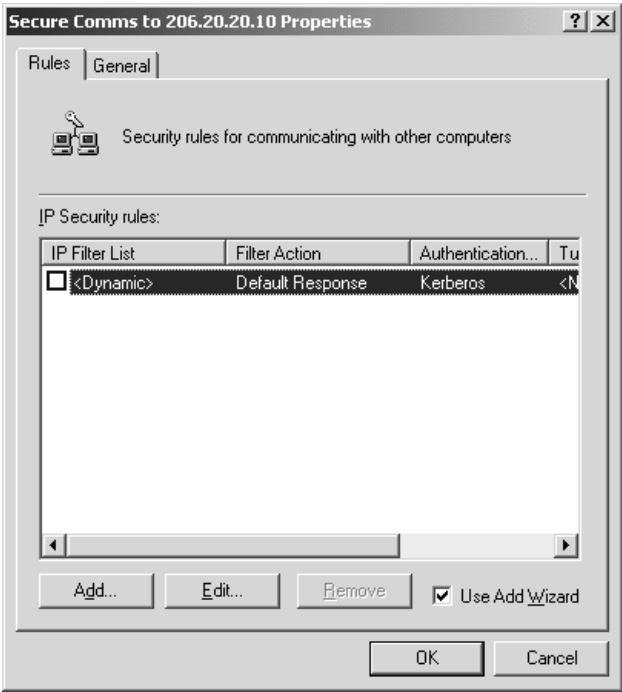 Secure Comms to 206.20.20.10 Properties
Rules
General
Security rules for communicating with other computers
IP Security rules:
IP Filter List Filter Action Authentication... Tu
<Dynamic> Default Response Kerberos <N
Add... Edit... Remove Use Add Wizard
OK Cancel